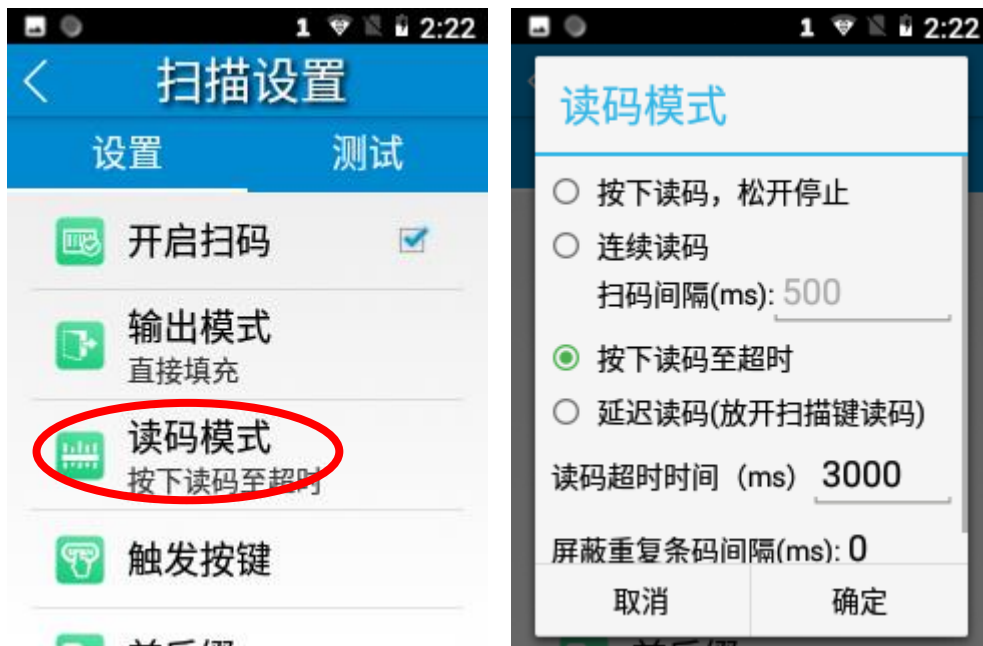 1 2:22
扫描设置
设置 测试
开启扫码
输出模式
直接填充
读码模式
按下读码至超时
触发按键
1 2:22
读码模式
按下读码，松开停止
连续读码
扫码间隔(ms): 500
按下读码至超时
延迟读码(放开扫描键读码)
读码超时时间（ms） 3000
屏蔽重复条码间隔(ms): 0
取消 确定